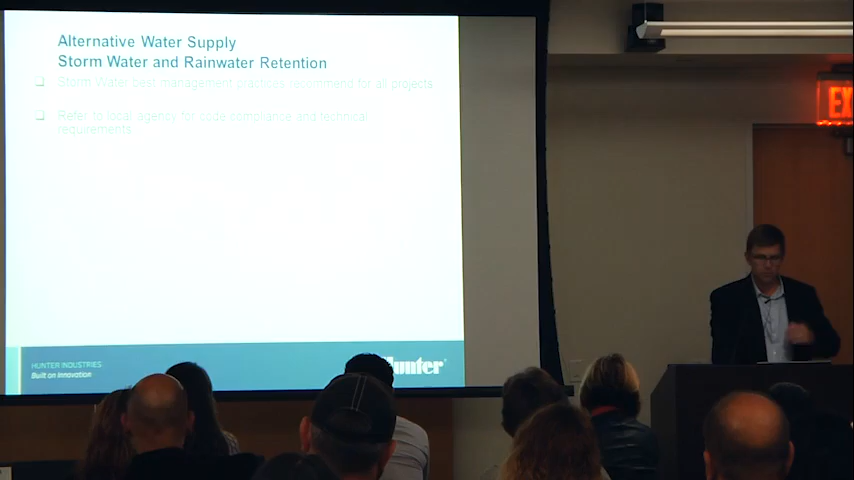 Alternative Water Supply
Storm Water and Rainwater Retention
Storm Water best management practices recommend for all projects
Refer to local agency for code compliance and technical
requirements
HUNTER INDUSTRIES
Built on Innovation
Hunter®
EX